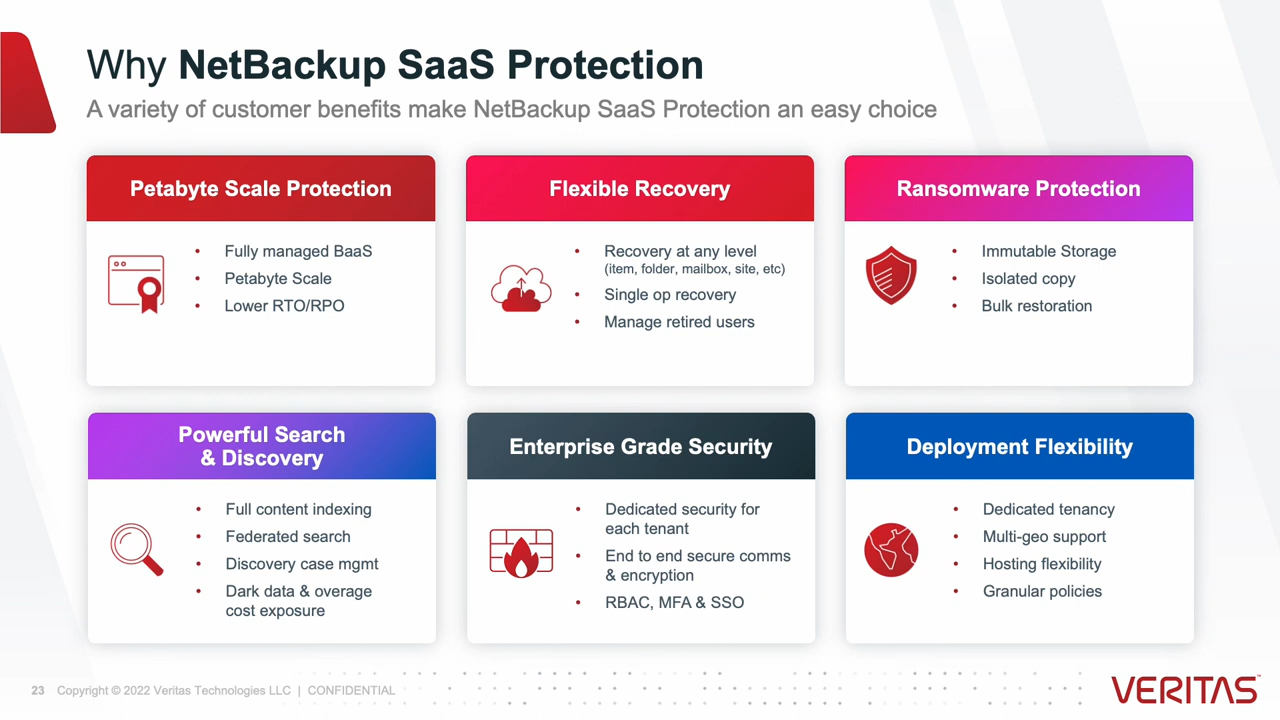 Why NetBackup SaaS Protection
A variety of customer benefits make NetBackup SaaS Protection an easy choice
Petabyte Scale Protection
• Fully managed BaaS
• Petabyte Scale
• Lower RTO/RPO
Flexible Recovery
• Recovery at any level
(item, folder, mailbox, site, etc)
• Single op recovery
• Manage retired users
Ransomware Protection
• Immutable Storage
• Isolated copy
• Bulk restoration
Powerful Search
& Discovery
• Full content indexing
• Federated search
• Discovery case mgmt
• Dark data & overage
cost exposure
Enterprise Grade Security
• Dedicated security for
each tenant
• End to end secure comms
& encryption
• RBAC, MFA & SSO
Deployment Flexibility
• Dedicated tenancy
• Multi-geo support
• Hosting flexibility
• Granular policies
23 Copyright © 2022 Veritas Technologies LLC | CONFIDENTIAL
VERITAS™